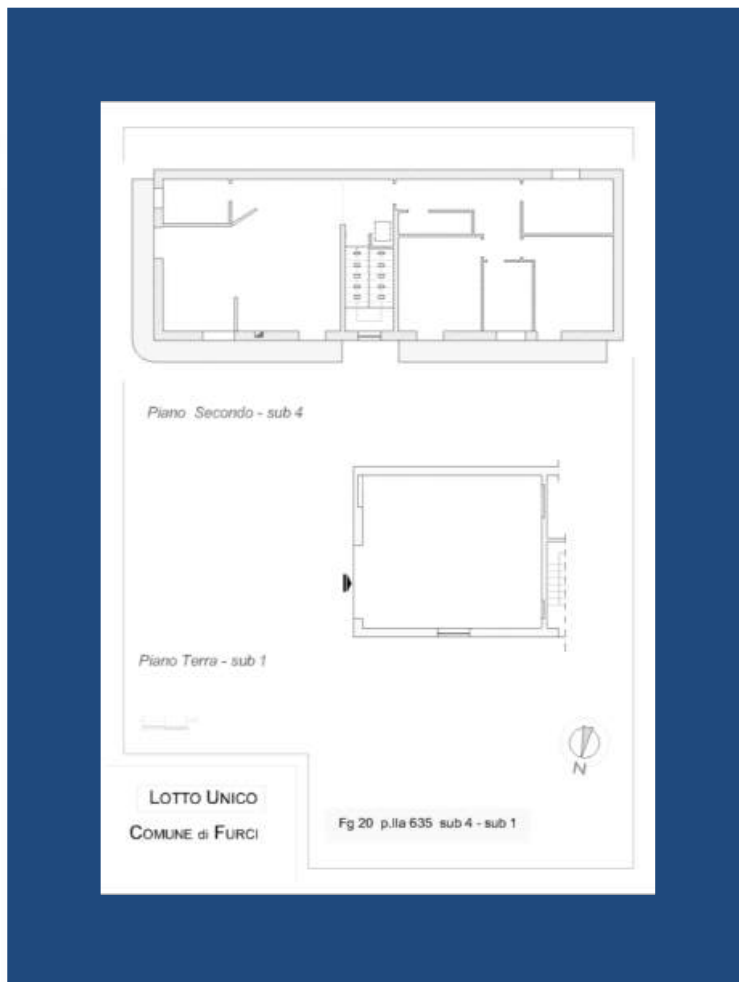 Piano Secondo - sub 4
Piano Terra - sub 1
N
LOTTO UNICO
COMUNE di FURCI
Fg 20 p.lla 635 sub 4 - sub 1